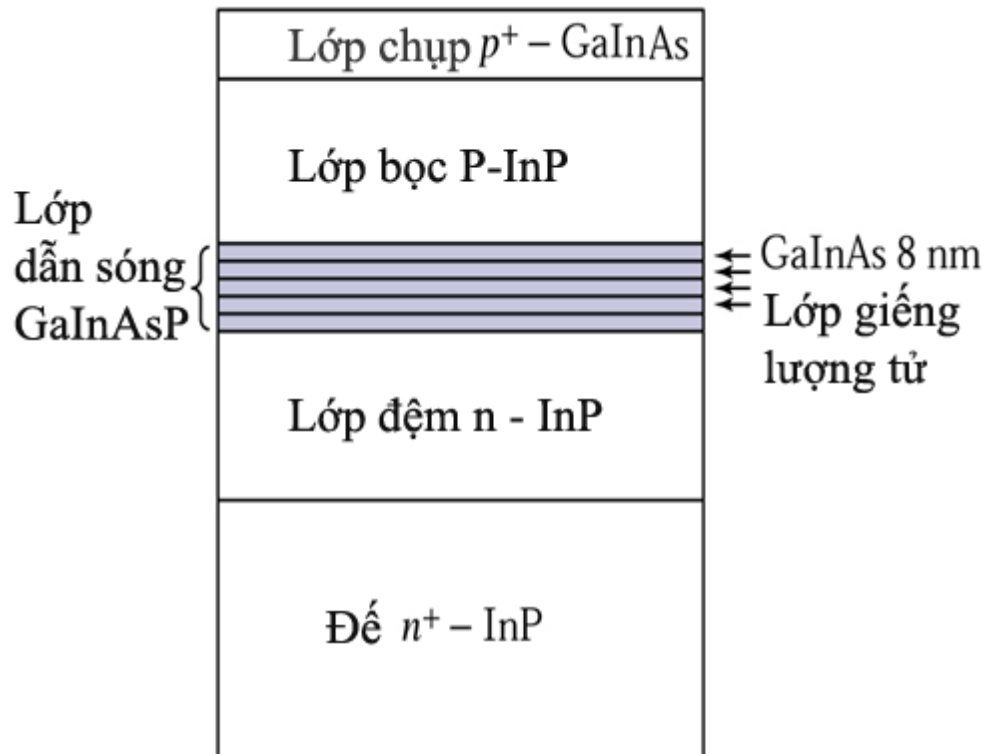 Lớp chụp p⁺ – GaInAs
Lớp bọc P-InP
Lớp
dẫn sóng
GaInAsP
GaInAs 8 nm
Lớp giếng
lượng tử
Lớp đệm n - InP
Đế n⁺ – InP